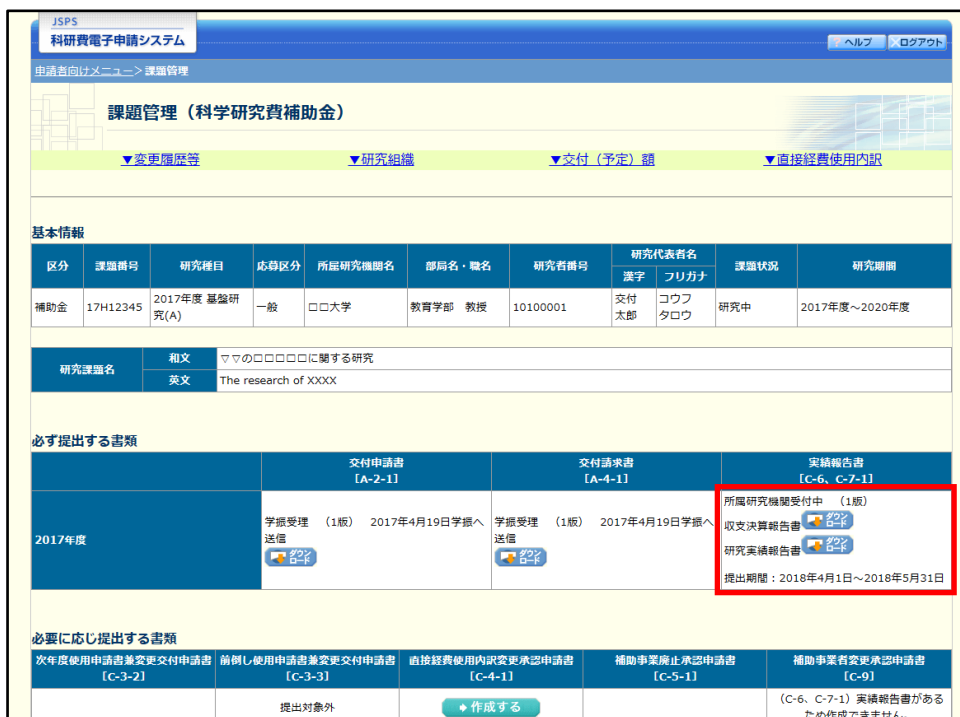 JSPS
科研費電子申請システム
ヘルプ ログアウト
申請者向けメニュー>課題管理
課題管理（科学研究費補助金）
▼変更履歴等 ▼研究組織 ▼交付（予定）額 ▼直接経費使用内訳
基本情報
区分 課題番号 研究種目 応募区分 所属研究機関名 部局名・職名 研究者番号 研究代表者名 課題状況 研究期間
漢字 フリガナ
補助金 17H12345 2017年度 基盤研究(A) 一般 □□大学 教育学部 教授 10100001 交付太郎 コウフタロウ 研究中 2017年度～2020年度
研究課題名 和文 ▽▽の□□□□□に関する研究
英文 The research of XXXX
必ず提出する書類
交付申請書 交付請求書 実績報告書
[A-2-1] [A-4-1] [C-6、C-7-1]
2017年度
学振受理 （1版） 2017年4月19日学振へ
送信
ダウンロード
学振受理 （1版） 2017年4月19日学振へ
送信
ダウンロード
所属研究機関受付中 （1版）
収支決算報告書 ダウンロード
研究実績報告書 ダウンロード
提出期間：2018年4月1日～2018年5月31日
必要に応じ提出する書類
次年度使用申請書兼変更交付申請書 前倒し使用申請書兼変更交付申請書 直接経費使用内訳変更承認申請書 補助事業廃止承認申請書 補助事業者変更承認申請書
[C-3-2] [C-3-3] [C-4-1] [C-5-1] [C-9]
提出対象外 作成する （C-6、C-7-1）実績報告書がある
ため作成できません。